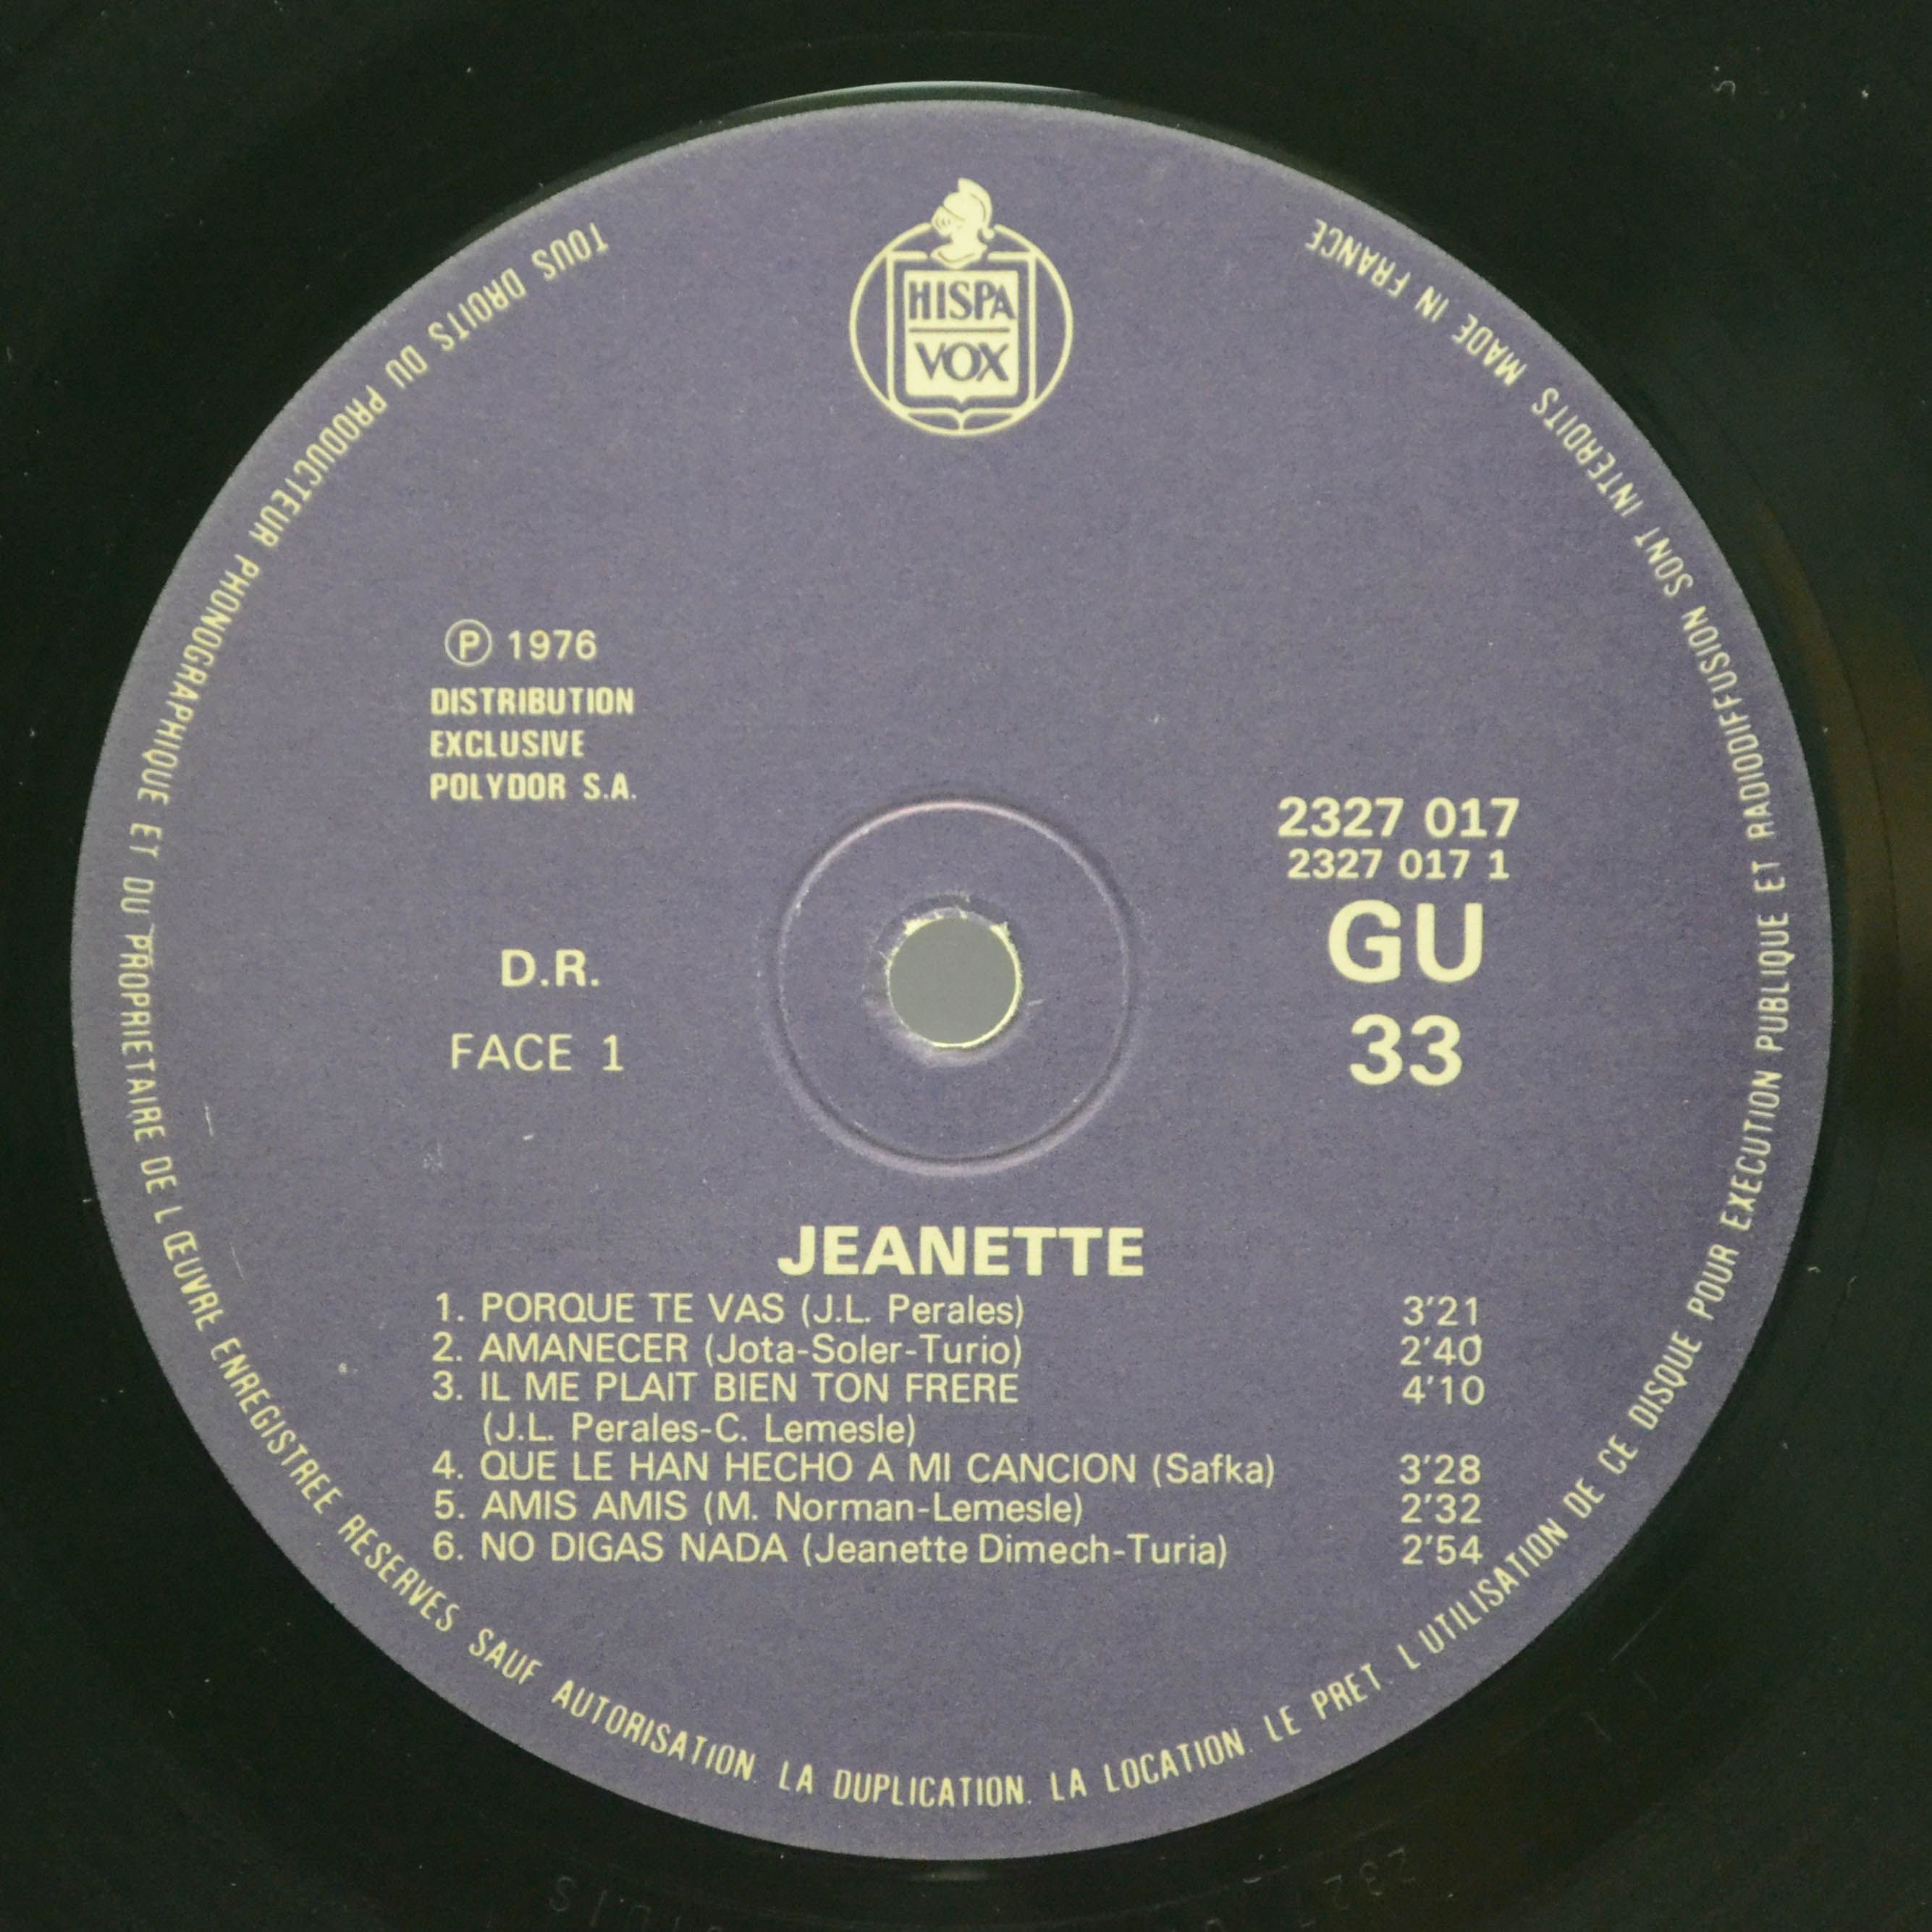 HISPA
VOX
Ⓟ 1976
DISTRIBUTION
EXCLUSIVE
POLYDOR S.A.
2327 017
2327 017 1
GU
33
D.R.
FACE 1
JEANETTE
1. PORQUE TE VAS (J.L. Perales) 3'21
2. AMANECER (Jota-Soler-Turio) 2'40
3. IL ME PLAIT BIEN TON FRERE 4'10
(J.L. Perales-C. Lemesle)
4. QUE LE HAN HECHO A MI CANCION (Safka) 3'28
5. AMIS AMIS (M. Norman-Lemesle) 2'32
6. NO DIGAS NADA (Jeanette Dimech-Turia) 2'54
TOUS DROITS DU PRODUCTEUR PHONOGRAPHIQUE ET DU PROPRIETAIRE DE L ŒUVRE ENREGISTREE RESERVES SAUF AUTORISATION. LA DUPLICATION. LA LOCATION. LE PRET. L'UTILISATION DE CE DISQUE POUR EXECUTION PUBLIQUE ET RADIODIFFUSION SONT INTERDITS MADE IN FRANCE